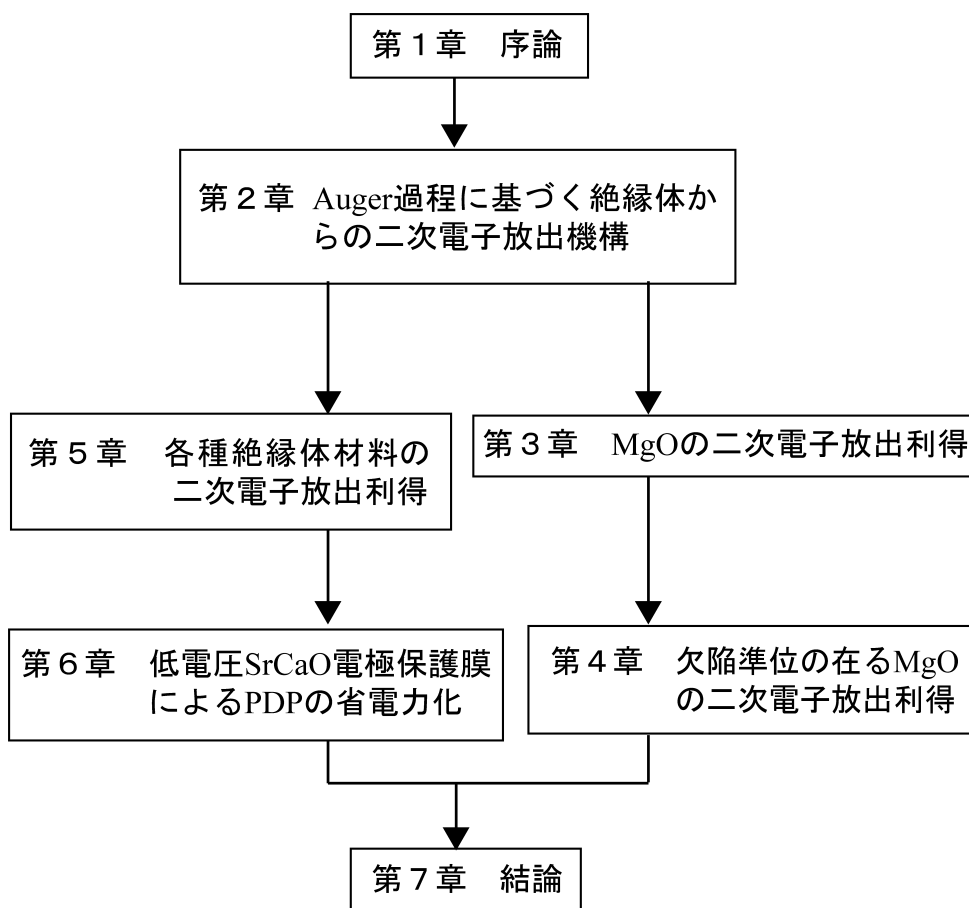 第１章　序論
第２章 Auger過程に基づく絶縁体か
らの二次電子放出機構
第５章　各種絶縁体材料の
二次電子放出利得
第３章　MgOの二次電子放出利得
第６章　低電圧SrCaO電極保護膜
によるPDPの省電力化
第４章　欠陥準位の在るMgO
の二次電子放出利得
第７章　結論